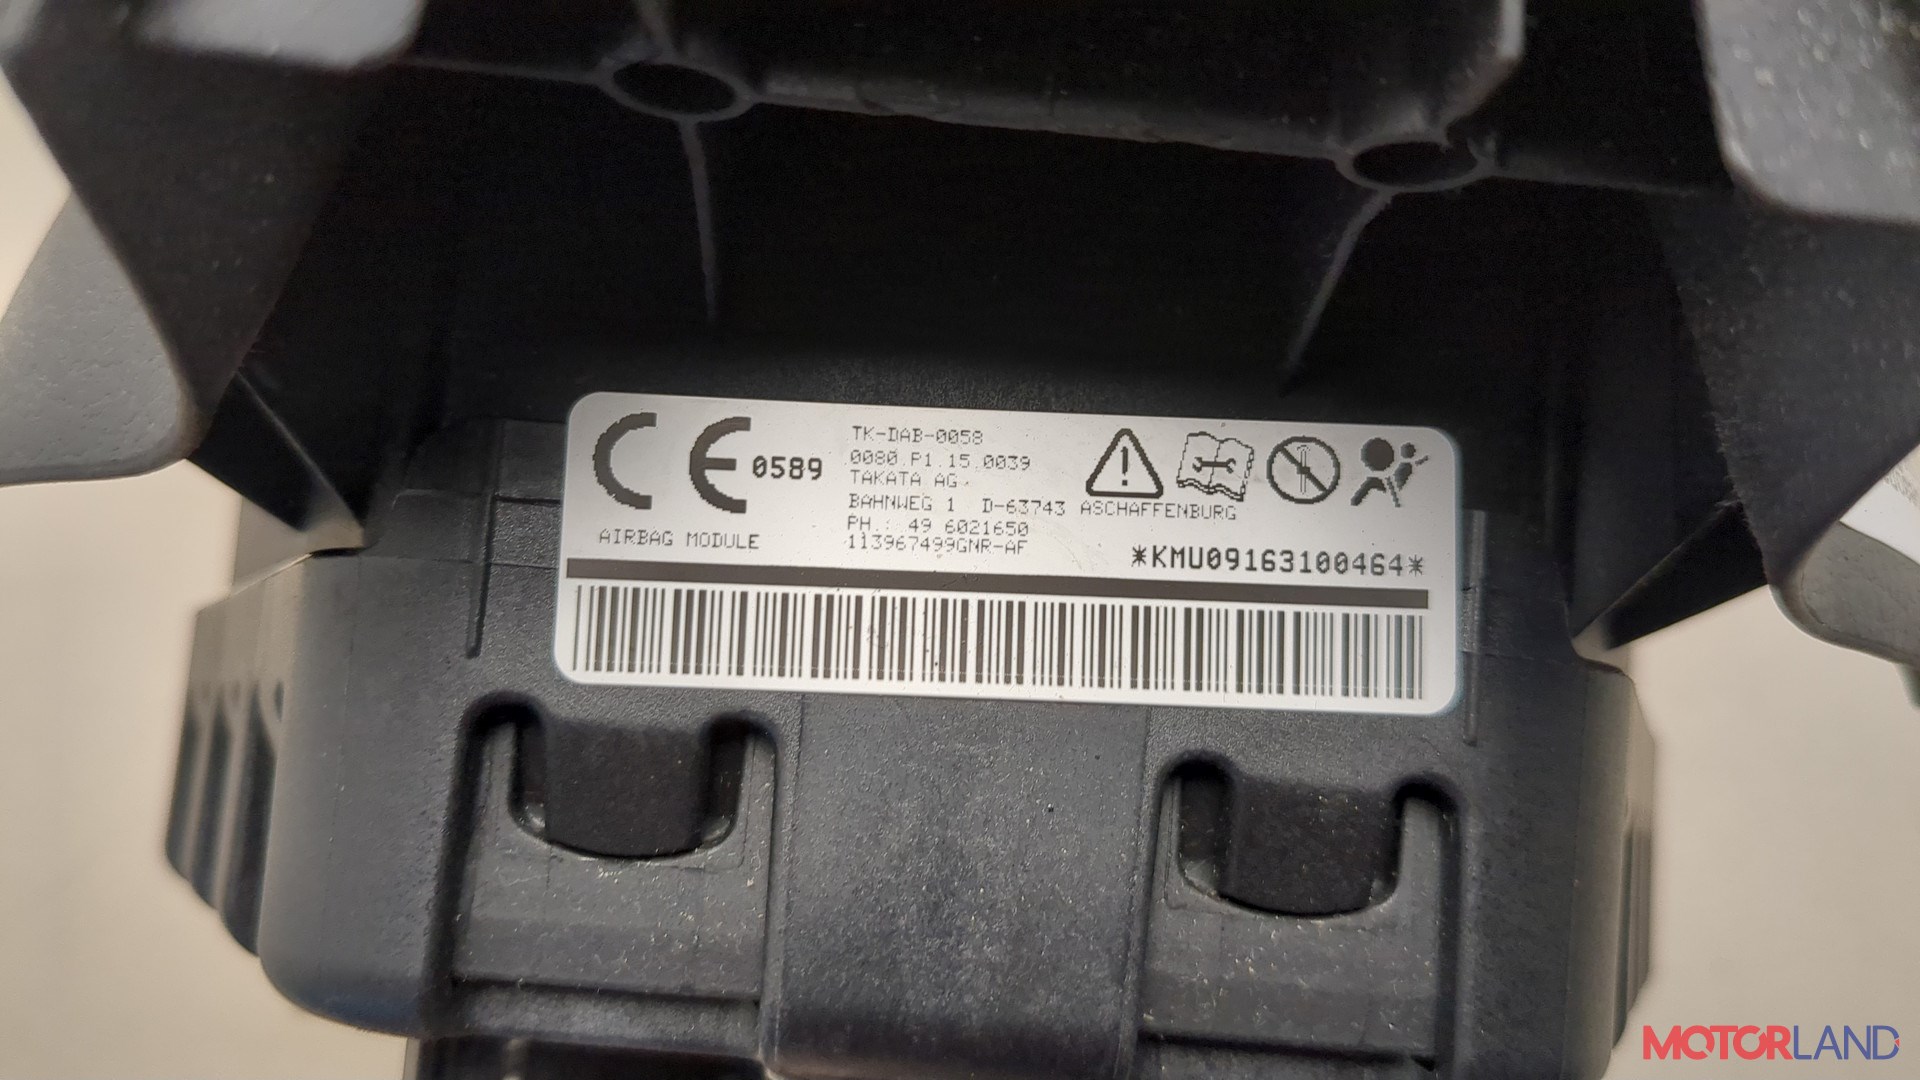 CE 0589
AIRBAG MODULE
TK-DAB-0058
0080.P1.15.0039
TAKATA AG.
BAHNWEG 1 D-63743 ASCHAFFENBURG
PH.: 49 6021650
113967499GNR-AF
*KMU09163100464*
MOTORLAND